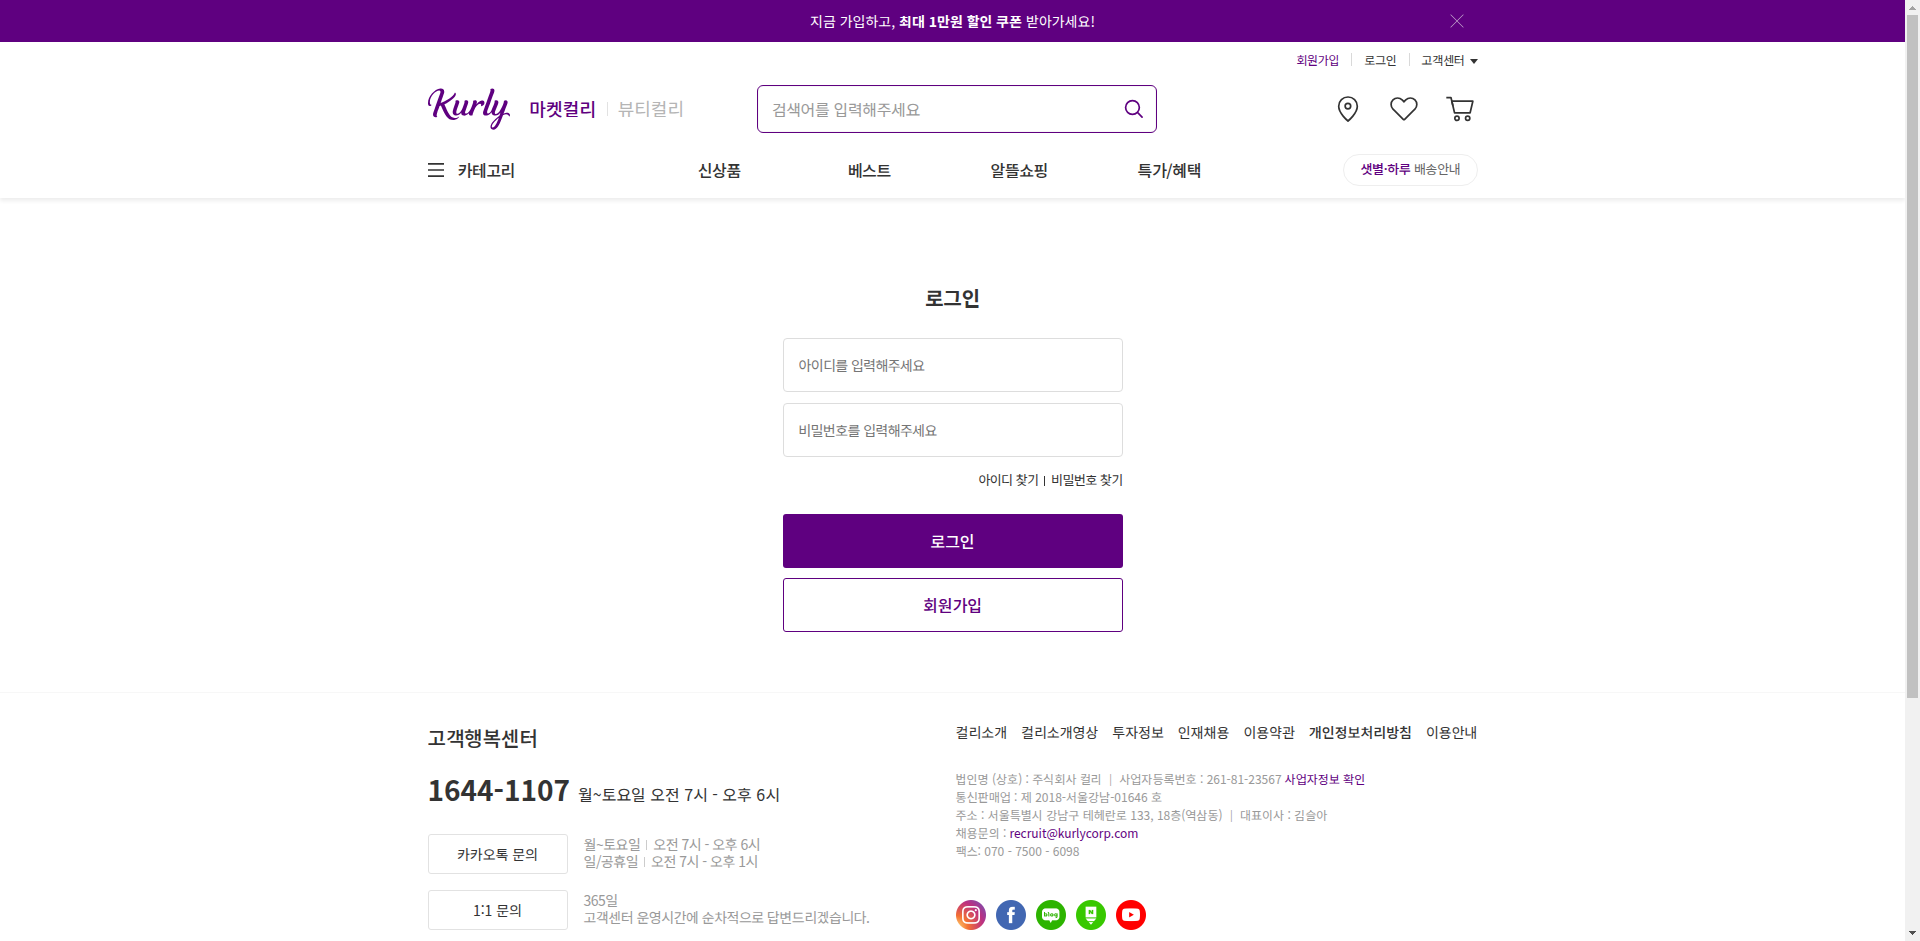 지금 가입하고, 최대 1만원 할인 쿠폰 받아가세요!
회원가입 로그인 고객센터
Kurly 마켓컬리 뷰티컬리 검색어를 입력해주세요
카테고리 신상품 베스트 알뜰쇼핑 특가/혜택 샛별·하루 배송안내
로그인
아이디를 입력해주세요
비밀번호를 입력해주세요
아이디 찾기 | 비밀번호 찾기
로그인
회원가입
고객행복센터
1644-1107 월~토요일 오전 7시 - 오후 6시
카카오톡 문의
월~토요일 | 오전 7시 - 오후 6시
일/공휴일 | 오전 7시 - 오후 1시
1:1 문의
365일
고객센터 운영시간에 순차적으로 답변드리겠습니다.
컬리소개 컬리소개영상 투자정보 인재채용 이용약관 개인정보처리방침 이용안내
법인명 (상호) : 주식회사 컬리 | 사업자등록번호 : 261-81-23567 사업자정보 확인
통신판매업 : 제 2018-서울강남-01646 호
주소 : 서울특별시 강남구 테헤란로 133, 18층(역삼동) | 대표이사 : 김슬아
채용문의 : recruit@kurlycorp.com
팩스: 070 - 7500 - 6098
blog N